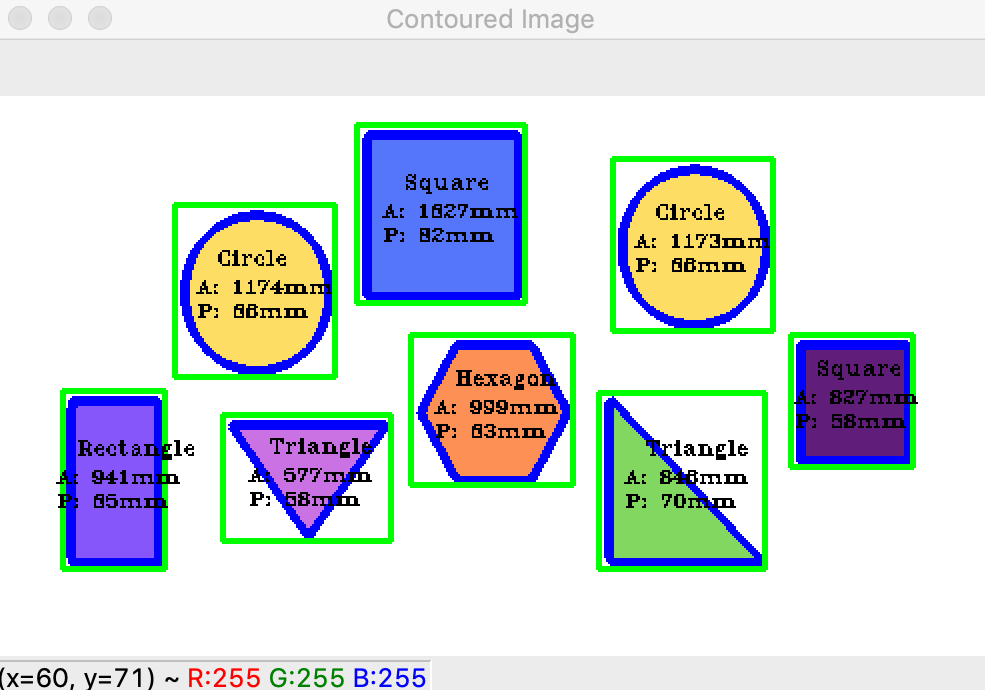 Contoured Image
Square
A: 1627mm
P: 82mm
Circle
A: 1173mm
P: 66mm
Circle
A: 1174mm
P: 66mm
Hexagon
A: 999mm
P: 63mm
Square
A: 827mm
P: 58mm
Rectangle
A: 941mm
P: 65mm
Triangle
A: 577mm
P: 58mm
Triangle
A: 846mm
P: 70mm
(x=60, y=71) ~ R:255 G:255 B:255